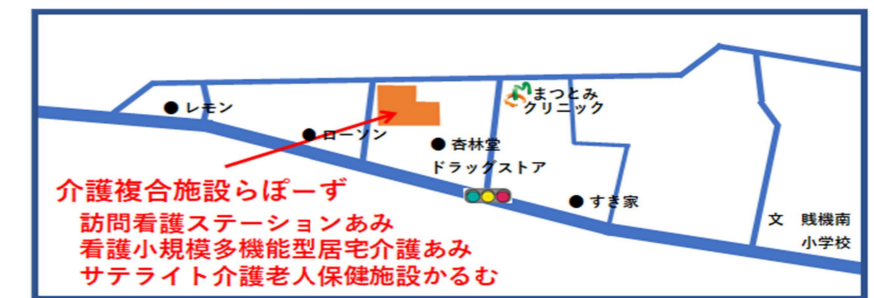 まつとみ
クリニック
● レモン
● ローソン
● 杏林堂
ドラッグストア
● すき家
文 賎機南
小学校
介護複合施設らぽーず
訪問看護ステーションあみ
看護小規模多機能型居宅介護あみ
サテライト介護老人保健施設かるむ